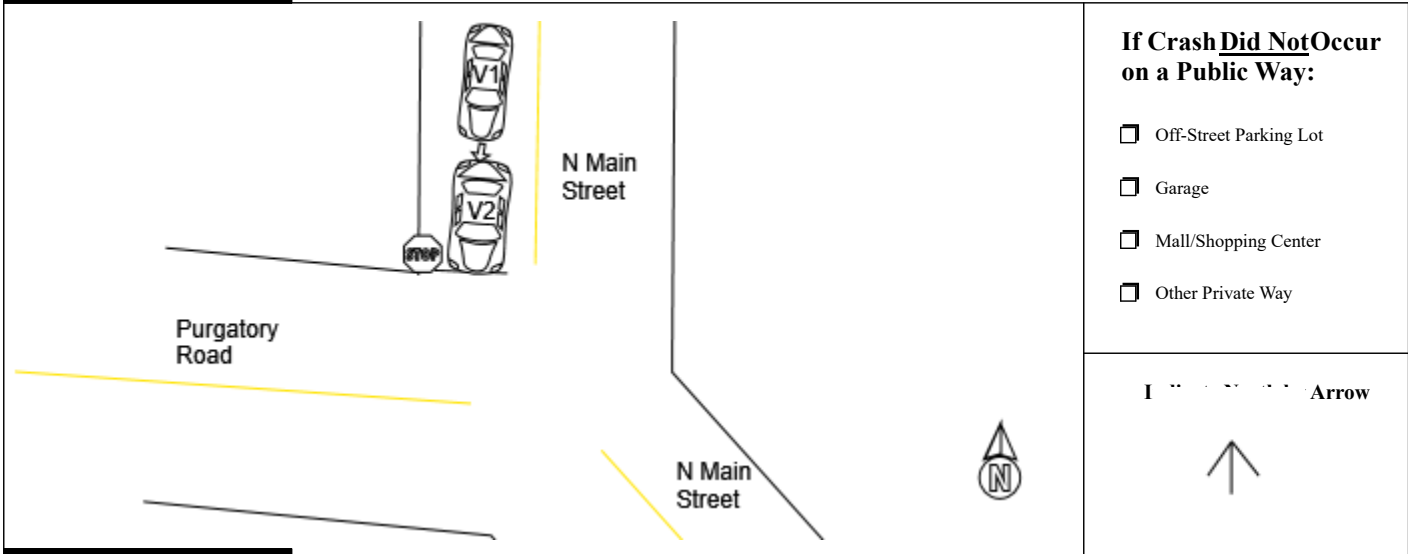 V1
N Main
Street
V2
STOP
Purgatory
Road
N Main
Street
N
If Crash Did Not Occur
on a Public Way:
Off-Street Parking Lot
Garage
Mall/Shopping Center
Other Private Way
Arrow